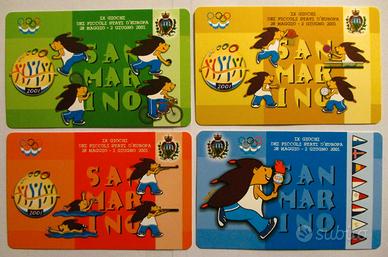 IX GIOCHI
DEI PICCOLI STATI D'EUROPA
28 MAGGIO - 2 GIUGNO 2001
SAN
MAR
INO
2001
IX GIOCHI
DEI PICCOLI STATI D'EUROPA
28 MAGGIO - 2 GIUGNO 2001
SAN
MAR
INO
2001
IX GIOCHI
DEI PICCOLI STATI D'EUROPA
28 MAGGIO - 2 GIUGNO 2001
SAN
MAR
INO
2001
IX GIOCHI
DEI PICCOLI STATI D'EUROPA
28 MAGGIO - 2 GIUGNO 2001
SAN
MAR
INO
subito